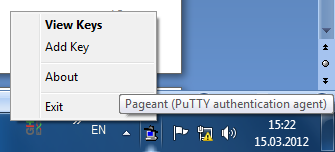 View Keys
Add Key
About
Exit
Pageant (PuTTY authentication agent)
EN
15:22
15.03.2012